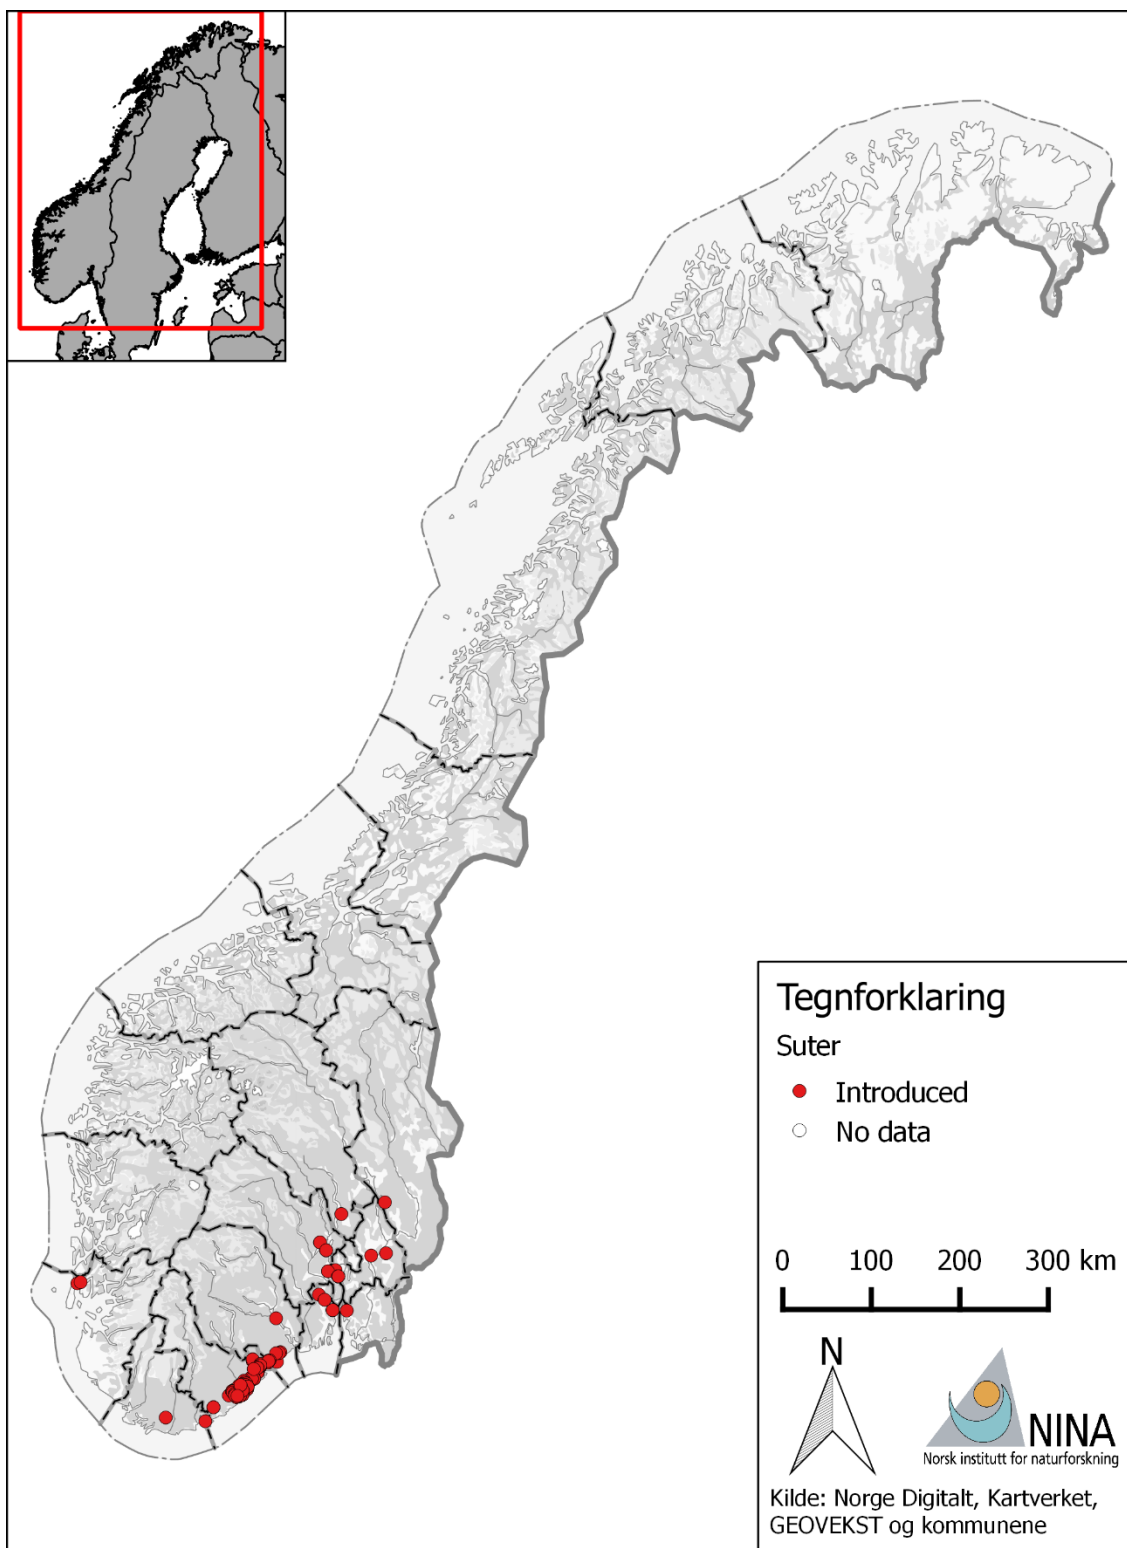 Tegnforklaring
Suter
Introduced
No data
0 100 200 300 km
N
NINA
Norsk institutt for naturforskning
Kilde: Norge Digitalt, Kartverket,
GEOVEKST og kommunene